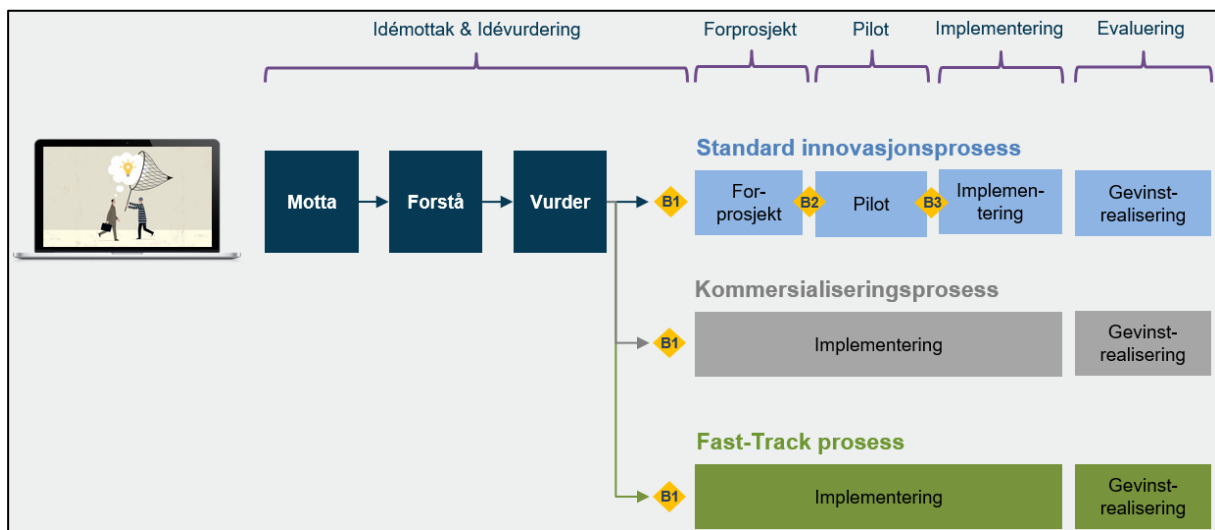 Idémottak & Idévurdering
Forprosjekt
Pilot
Implementering
Evaluering
Standard innovasjonsprosess
Motta
Forstå
Vurder
B1
For-
prosjekt
B2
Pilot
B3
Implemen-
tering
Gevinst-
realisering
Kommersialiseringsprosess
B1
Implementering
Gevinst-
realisering
Fast-Track prosess
B1
Implementering
Gevinst-
realisering